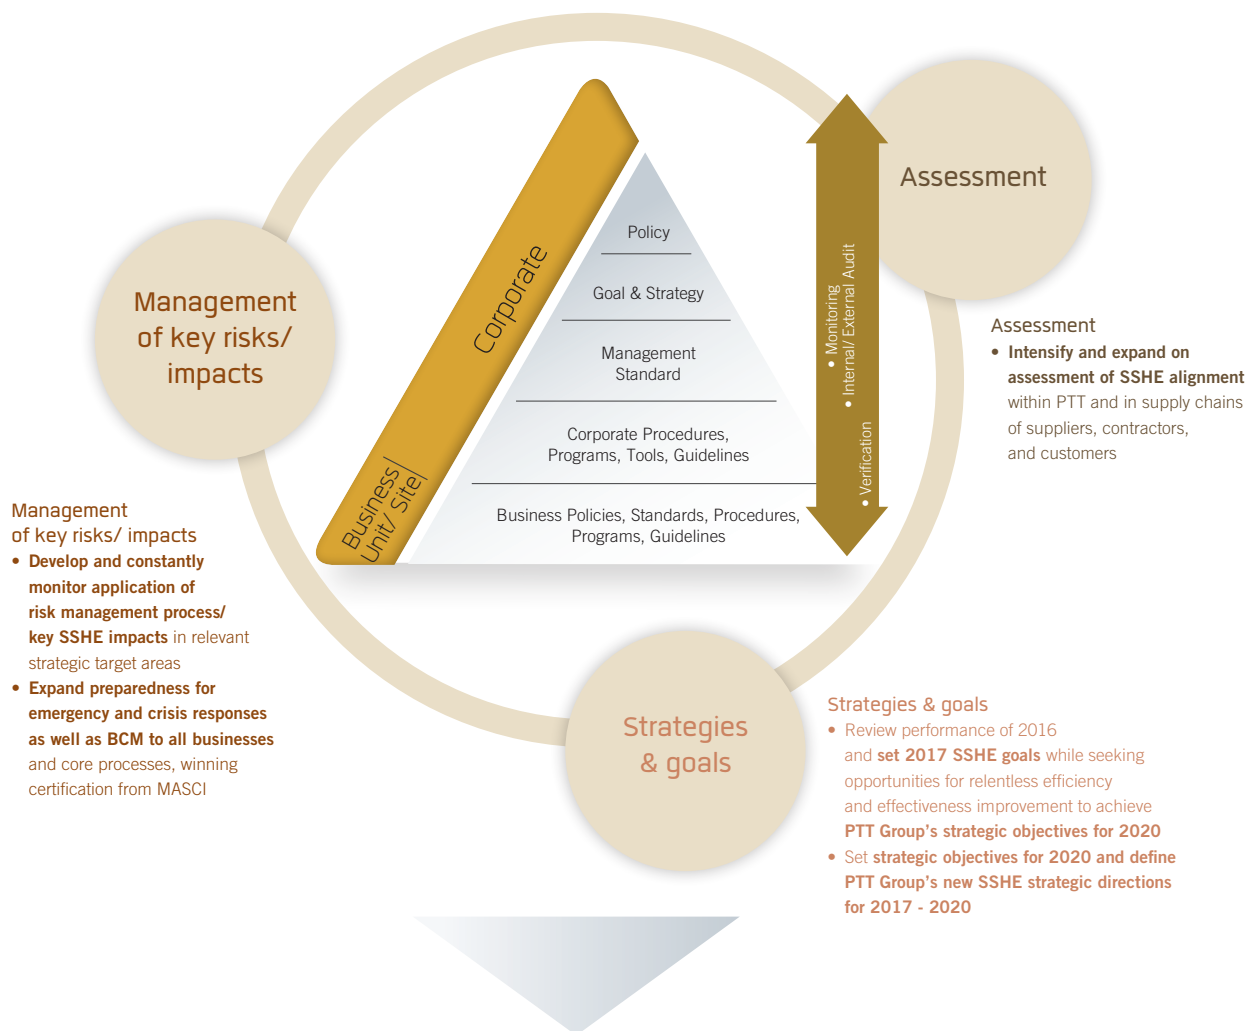 Assessment
Management
of key risks/
impacts
Strategies
& goals
Corporate
Business
Unit/ Site
Policy
Goal & Strategy
Management
Standard
Corporate Procedures,
Programs, Tools, Guidelines
Business Policies, Standards, Procedures,
Programs, Guidelines
• Monitoring
• Internal/ External Audit
• Verification
Assessment
• Intensify and expand on
assessment of SSHE alignment
within PTT and in supply chains
of suppliers, contractors,
and customers
Management
of key risks/ impacts
• Develop and constantly
monitor application of
risk management process/
key SSHE impacts in relevant
strategic target areas
• Expand preparedness for
emergency and crisis responses
as well as BCM to all businesses
and core processes, winning
certification from MASCI
Strategies & goals
• Review performance of 2016
and set 2017 SSHE goals while seeking
opportunities for relentless efficiency
and effectiveness improvement to achieve
PTT Group's strategic objectives for 2020
• Set strategic objectives for 2020 and define
PTT Group's new SSHE strategic directions
for 2017 - 2020